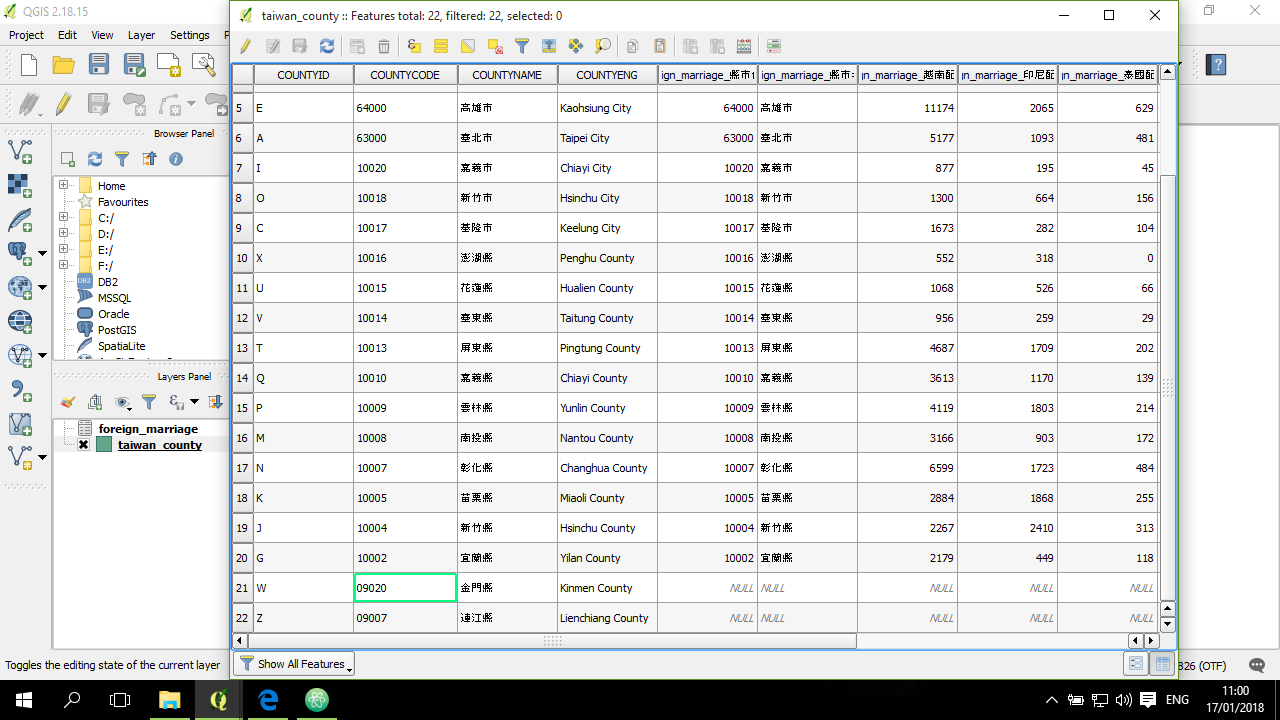 QGIS 2.18.15
taiwan_county :: Features total: 22, filtered: 22, selected: 0
Project Edit View Layer Settings
COUNTYID COUNTYCODE COUNTYNAME COUNTYENG ign_marriage_縣市 ign_marriage_縣市 ın_marriage_越南配 ın_marriage_印尼配 ın_marriage_泰國配
5 E 64000 高雄市 Kaohsiung City 64000 高雄市 11174 2065 629
6 A 63000 臺北市 Taipei City 63000 臺北市 5177 1093 481
7 I 10020 嘉義市 Chiayi City 10020 嘉義市 877 195 45
8 O 10018 新竹市 Hsinchu City 10018 新竹市 1300 664 156
9 C 10017 基隆市 Keelung City 10017 基隆市 1673 282 104
10 X 10016 澎湖縣 Penghu County 10016 澎湖縣 552 318 0
11 U 10015 花蓮縣 Hualien County 10015 花蓮縣 1068 526 66
12 V 10014 臺東縣 Taitung County 10014 臺東縣 956 259 29
13 T 10013 屏東縣 Pingtung County 10013 屏東縣 4687 1709 202
14 Q 10010 嘉義縣 Chiayi County 10010 嘉義縣 3613 1170 139
15 P 10009 雲林縣 Yunlin County 10009 雲林縣 4119 1803 214
16 M 10008 南投縣 Nantou County 10008 南投縣 3166 903 172
17 N 10007 彰化縣 Changhua County 10007 彰化縣 6599 1723 484
18 K 10005 苗栗縣 Miaoli County 10005 苗栗縣 2884 1868 255
19 J 10004 新竹縣 Hsinchu County 10004 新竹縣 2267 2410 313
20 G 10002 宜蘭縣 Yilan County 10002 宜蘭縣 2179 449 118
21 W 09020 金門縣 Kinmen County NULL NULL NULL NULL NULL
22 Z 09007 連江縣 Lienchiang County NULL NULL NULL NULL NULL
Browser Panel
Home
Favourites
C:/
D:/
E:/
F:/
DB2
MSSQL
Oracle
PostGIS
SpatiaLite
Layers Panel
foreign_marriage
taiwan_county
Toggles the editing state of the current layer
Show All Features
826 (OTF)
ENG
11:00
17/01/2018